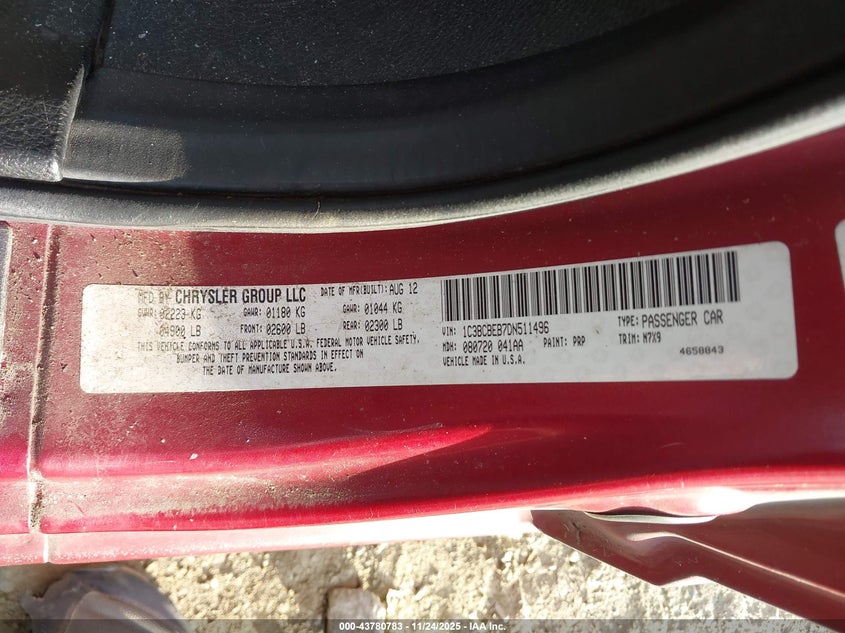 MFD BY CHRYSLER GROUP LLC DATE OF MFR(BUILT): AUG 12
GVWR: 02223 KG GAWR: 01180 KG GAWR: 01044 KG
04900 LB FRONT: 02600 LB REAR: 02300 LB
THIS VEHICLE CONFORMS TO ALL APPLICABLE U.S.A. FEDERAL MOTOR VEHICLE SAFETY,
BUMPER AND THEFT PREVENTION STANDARDS IN EFFECT ON
THE DATE OF MANUFACTURE SHOWN ABOVE.
VIN: 1C3BCBEB7DN511496 TYPE: PASSENGER CAR
MDH: 080720 041AA PAINT: PRP TRIM: M7X9
VEHICLE MADE IN U.S.A. 4658843
000-43780783 - 11/24/2025 - © IAA, Inc.